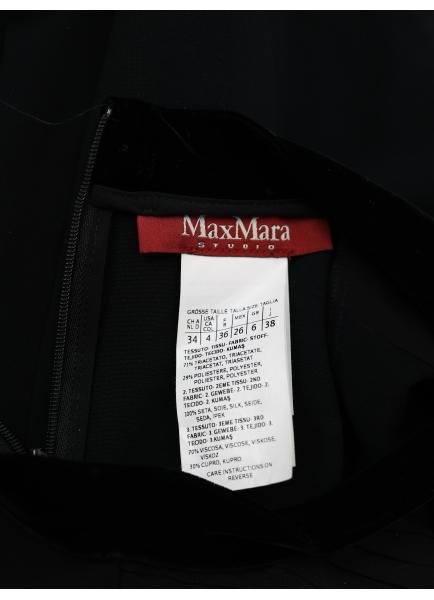 MaxMara
STUDIO
GRÖSSE TAILLE TALLA SIZE TAGLIA
CH A NL D USA CA COL E F B MEX GB I J
34 4 36 26 6 38
TESSUTO· TISSU· FABRIC· STOFF·
TEJIDO· TECIDO· KUMAŞ
71% TRIACETATO, TRIACETATE,
TRIACETAT, TRIASETAT
29% POLIESTERE, POLYESTER
POLIESTER, POLYESTER
2. TESSUTO· 2EME TISSU· 2ND
FABRIC· 2. GEWEBE· 2. TEJIDO· 2.
TECIDO· 2. KUMAŞ
100% SETA, SOIE, SILK, SEIDE,
SEDA, IPEK
3. TESSUTO· 3EME TISSU· 3RD
FABRIC· 3. GEWEBE· 3. TEJIDO· 3.
TECIDO· 3.KUMAŞ
70% VISCOSA, VISCOSE, VISKOSE,
VISKOZ
30% CUPRO, KUPRO
CARE INSTRUCTIONS ON
REVERSE